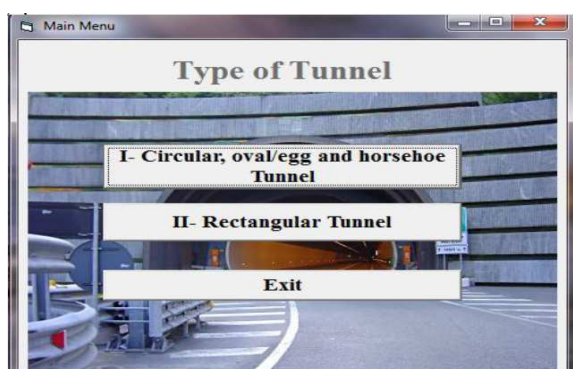 Main Menu
Type of Tunnel
I- Circular, oval/egg and horsehoe
Tunnel
II- Rectangular Tunnel
Exit